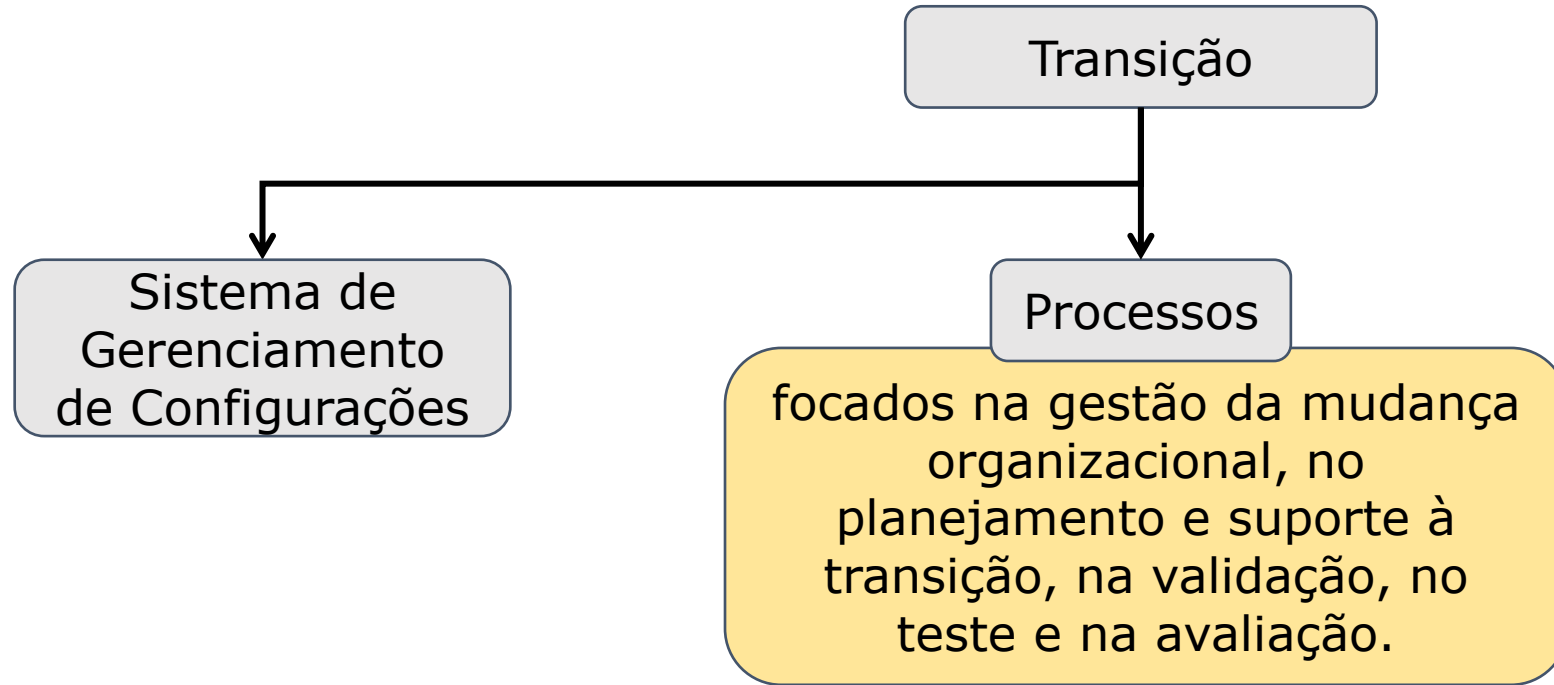 Transição
Sistema de
Gerenciamento
de Configurações
Processos
focados na gestão da mudança
organizacional, no
planejamento e suporte à
transição, na validação, no
teste e na avaliação.